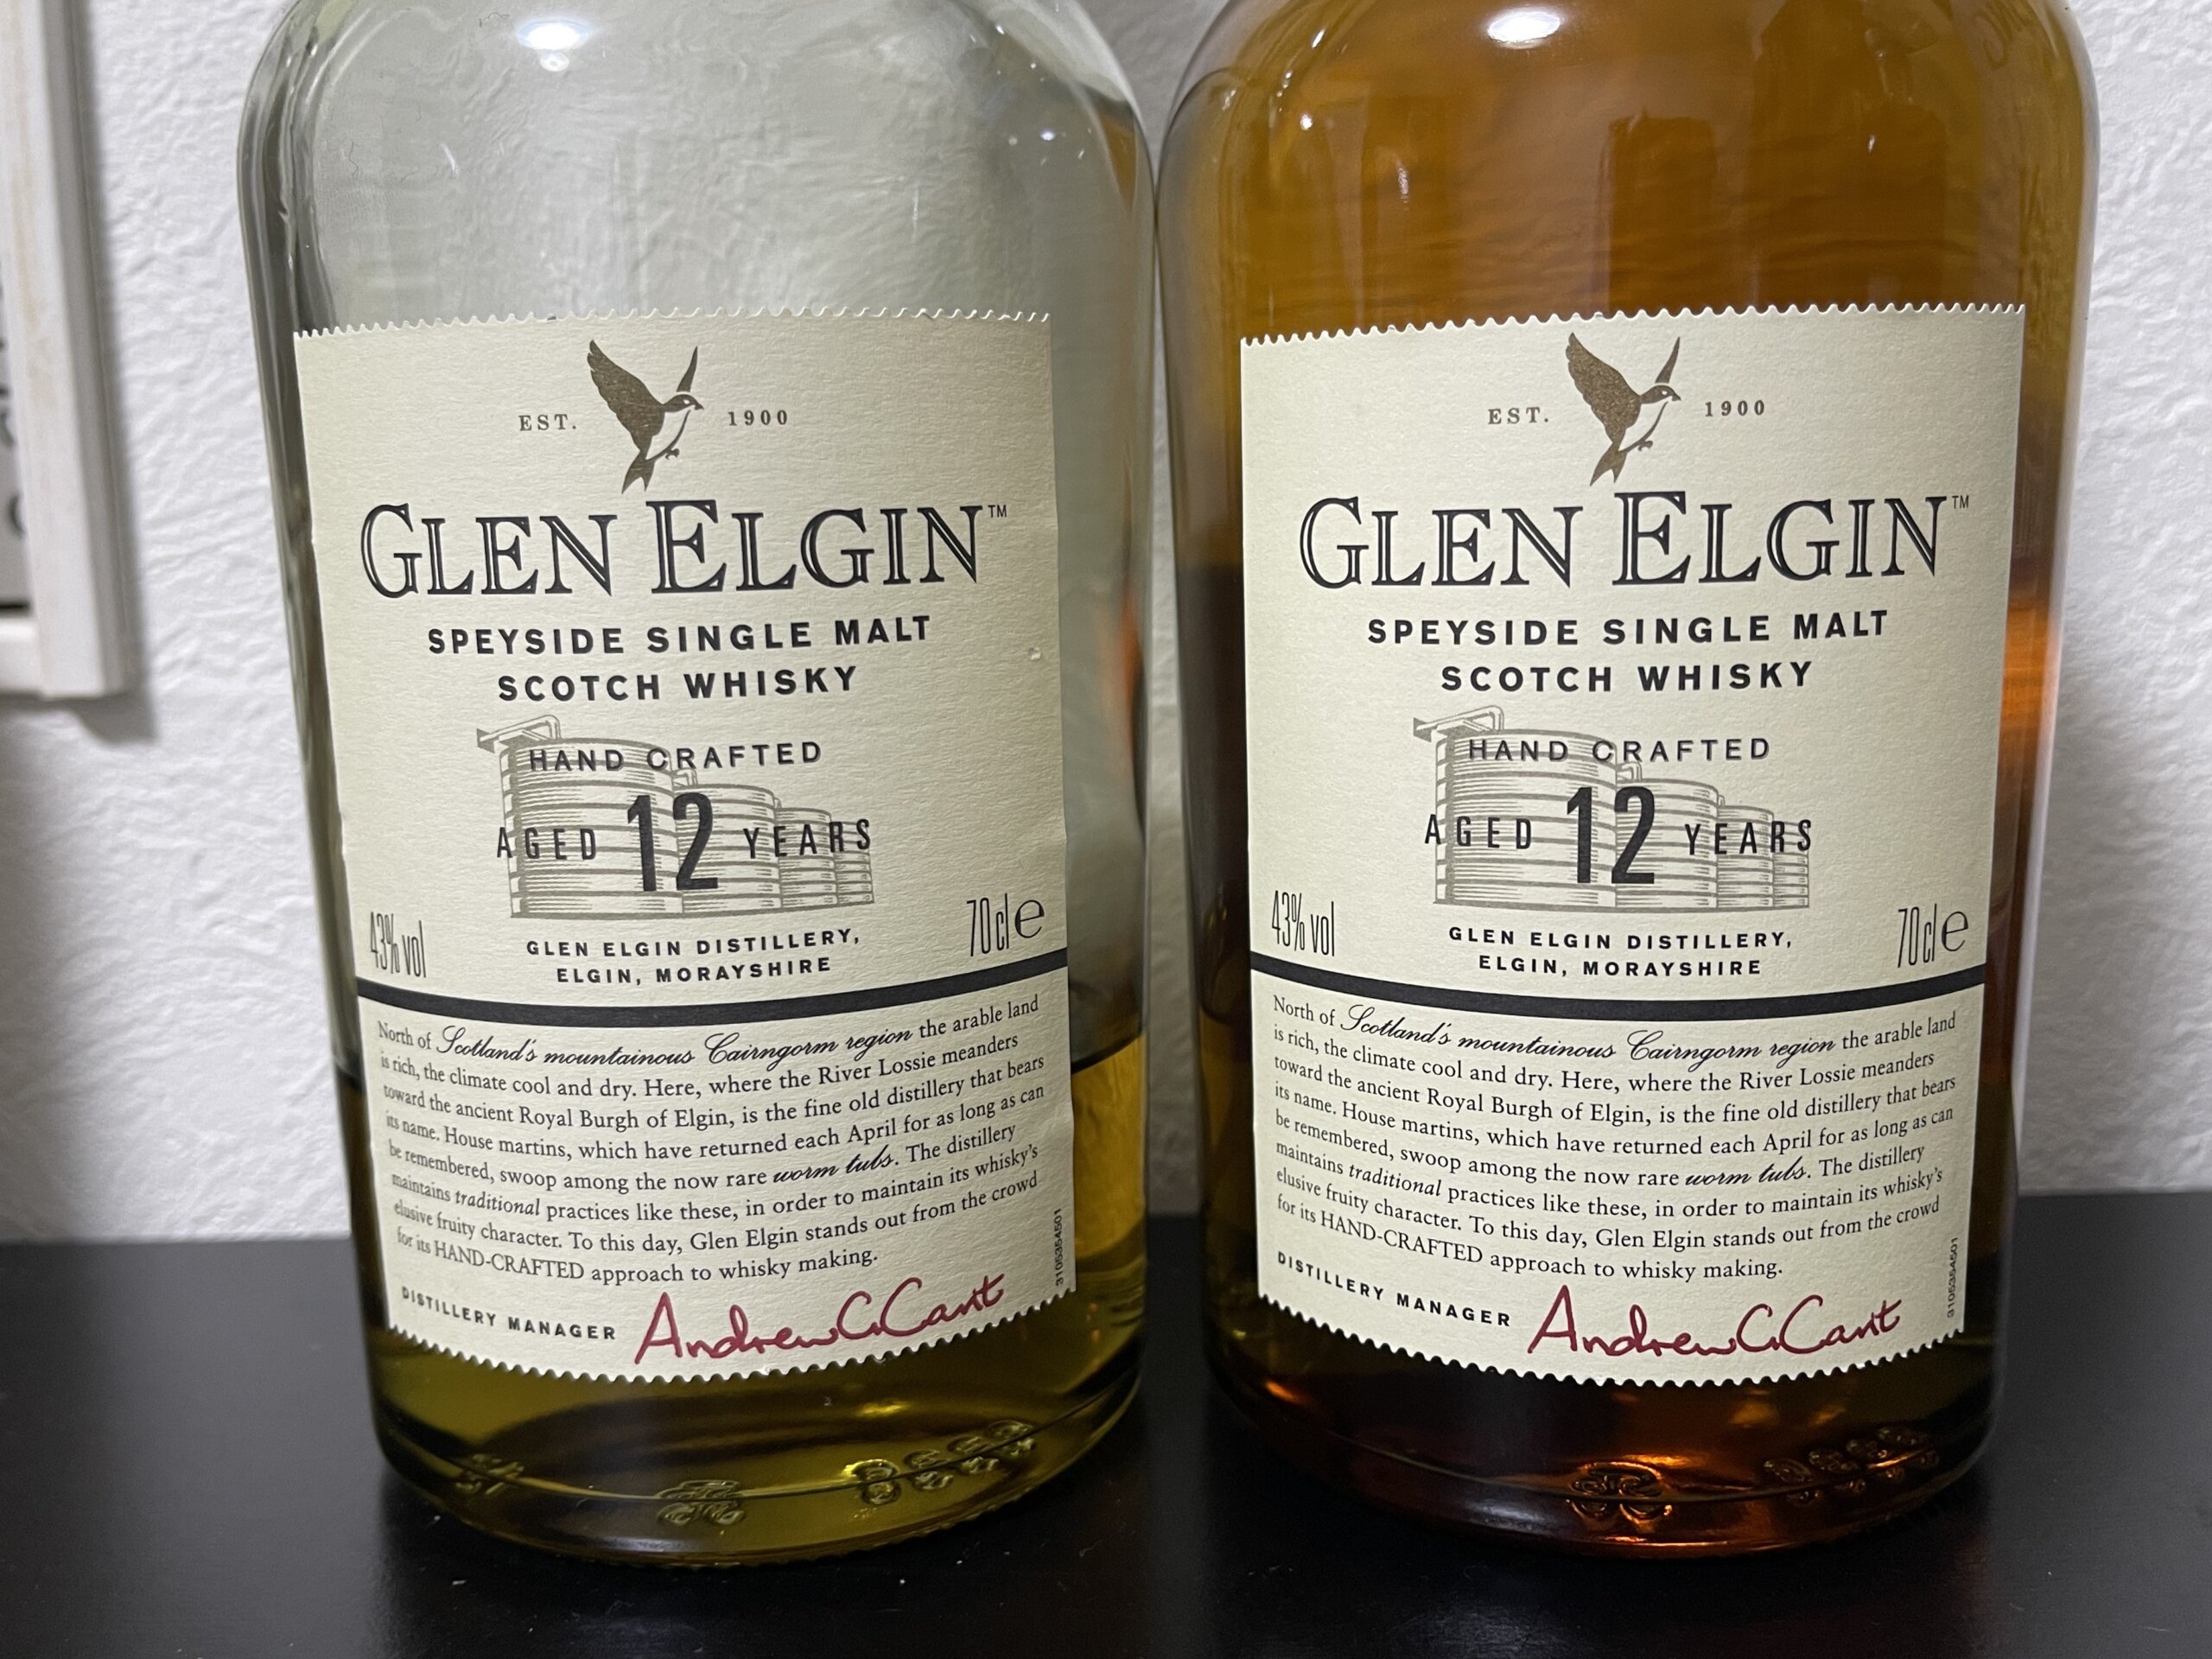 EST. 1900
GLEN ELGIN™
SPEYSIDE SINGLE MALT
SCOTCH WHISKY
HAND CRAFTED
AGED 12 YEARS
43% vol
70cl e
GLEN ELGIN DISTILLERY,
ELGIN, MORAYSHIRE
North of Scotland's mountainous Cairngorm region the arable land
is rich, the climate cool and dry. Here, where the River Lossie meanders
toward the ancient Royal Burgh of Elgin, is the fine old distillery that bears
its name. House martins, which have returned each April for as long as can
be remembered, swoop among the now rare worm tubs. The distillery
maintains traditional practices like these, in order to maintain its whisky's
elusive fruity character. To this day, Glen Elgin stands out from the crowd
for its HAND-CRAFTED approach to whisky making.
DISTILLERY MANAGER Andrew C Cant
EST. 1900
GLEN ELGIN™
SPEYSIDE SINGLE MALT
SCOTCH WHISKY
HAND CRAFTED
AGED 12 YEARS
43% vol
70cl e
GLEN ELGIN DISTILLERY,
ELGIN, MORAYSHIRE
North of Scotland's mountainous Cairngorm region the arable land
is rich, the climate cool and dry. Here, where the River Lossie meanders
toward the ancient Royal Burgh of Elgin, is the fine old distillery that bears
its name. House martins, which have returned each April for as long as can
be remembered, swoop among the now rare worm tubs. The distillery
maintains traditional practices like these, in order to maintain its whisky's
elusive fruity character. To this day, Glen Elgin stands out from the crowd
for its HAND-CRAFTED approach to whisky making.
DISTILLERY MANAGER Andrew C Cant